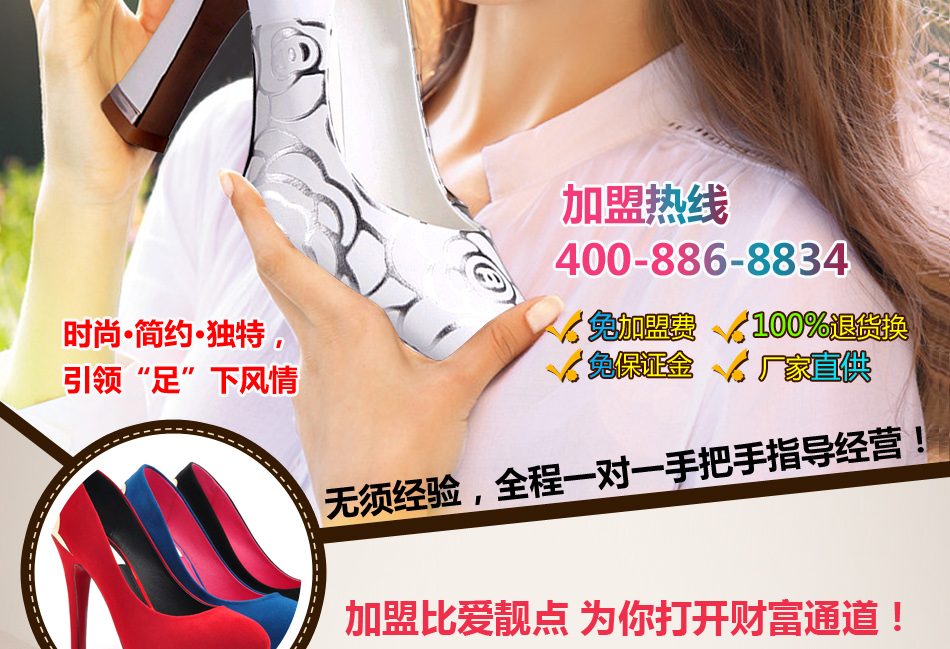 加盟热线
400-886-8834
免加盟费 100%退货换
免保证金 厂家直供
时尚·简约·独特，
引领“足”下风情
无须经验，全程一对一手把手指导经营！
加盟比爱靓点 为你打开财富通道！